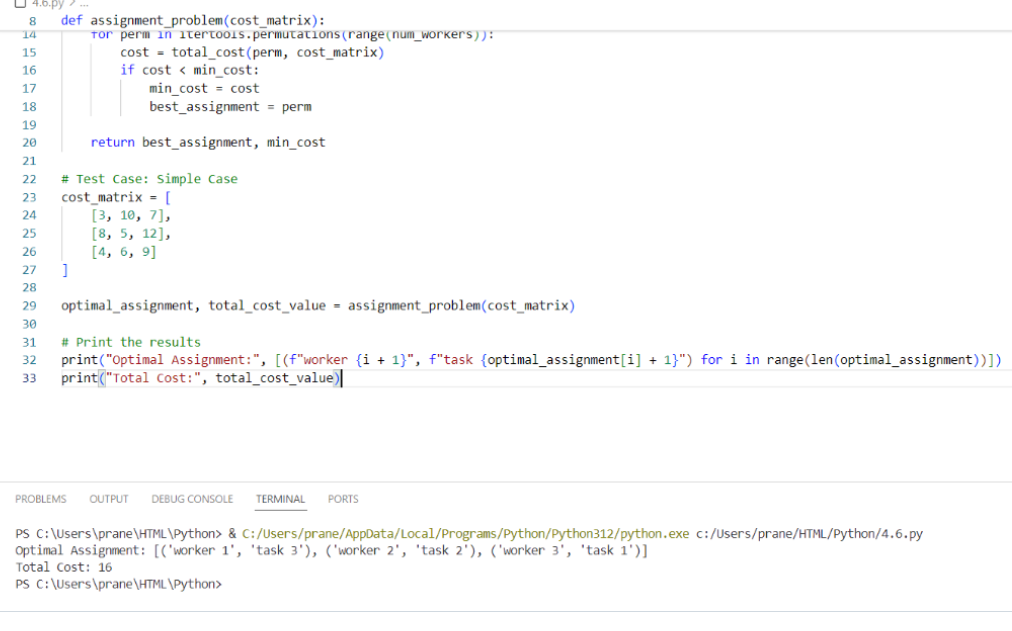 4.6.py > ...
8 def assignment_problem(cost_matrix):
14 for perm in itertools.permutations(range(num_workers)):
15 cost = total_cost(perm, cost_matrix)
16 if cost < min_cost:
17 min_cost = cost
18 best_assignment = perm
19
20 return best_assignment, min_cost
21
22 # Test Case: Simple Case
23 cost_matrix = [
24 [3, 10, 7],
25 [8, 5, 12],
26 [4, 6, 9]
27 ]
28
29 optimal_assignment, total_cost_value = assignment_problem(cost_matrix)
30
31 # Print the results
32 print("Optimal Assignment:", [(f"worker {i + 1}", f"task {optimal_assignment[i] + 1}") for i in range(len(optimal_assignment))])
33 print("Total Cost:", total_cost_value)
PROBLEMS OUTPUT DEBUG CONSOLE TERMINAL PORTS
PS C:\Users\prane\HTML\Python> & C:/Users/prane/AppData/Local/Programs/Python/Python312/python.exe c:/Users/prane/HTML/Python/4.6.py
Optimal Assignment: [('worker 1', 'task 3'), ('worker 2', 'task 2'), ('worker 3', 'task 1')]
Total Cost: 16
PS C:\Users\prane\HTML\Python>